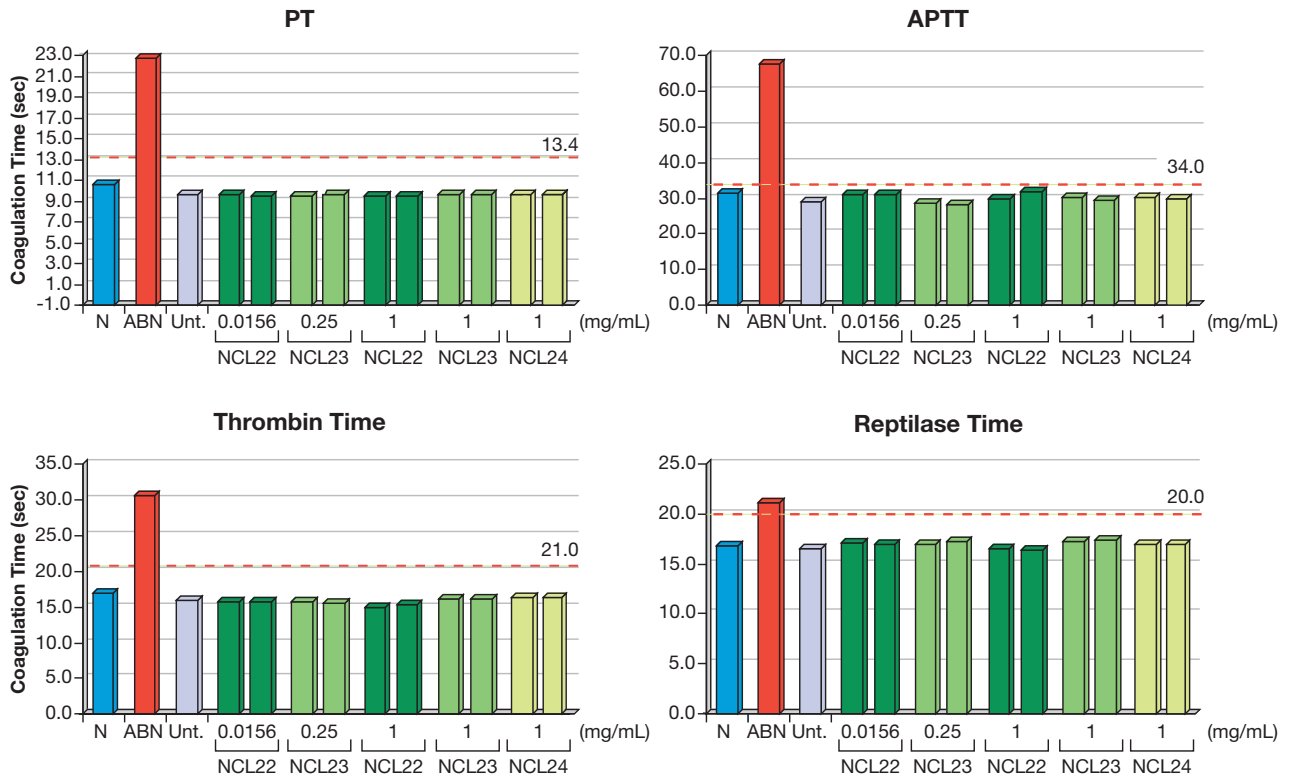 PT
Coagulation Time (sec)
23.0
21.0
19.0
17.0
15.0
13.0
11.0
9.0
7.0
5.0
3.0
1.0
-1.0
13.4
N ABN Unt. 0.0156 0.25 1 1 1 (mg/mL)
NCL22 NCL23 NCL22 NCL23 NCL24
APTT
70.0
60.0
50.0
40.0
30.0
20.0
10.0
0.0
34.0
N ABN Unt. 0.0156 0.25 1 1 1 (mg/mL)
NCL22 NCL23 NCL22 NCL23 NCL24
Thrombin Time
Coagulation Time (sec)
35.0
30.0
25.0
20.0
15.0
10.0
5.0
0.0
21.0
N ABN Unt. 0.0156 0.25 1 1 1 (mg/mL)
NCL22 NCL23 NCL22 NCL23 NCL24
Reptilase Time
25.0
20.0
15.0
10.0
5.0
0.0
20.0
N ABN Unt. 0.0156 0.25 1 1 1 (mg/mL)
NCL22 NCL23 NCL22 NCL23 NCL24